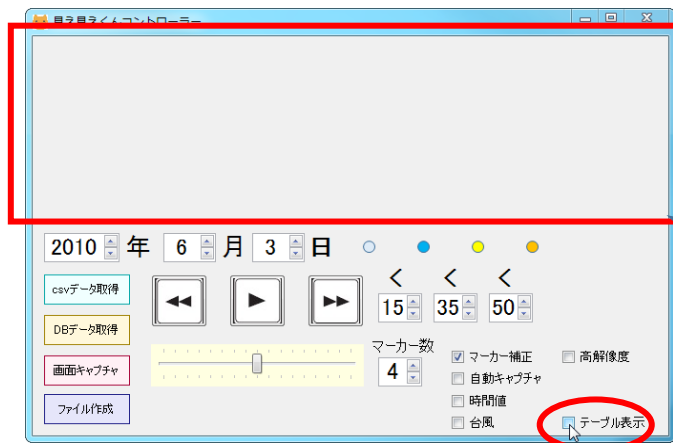 見え見えくんコントローラー
2010 年 6 月 3 日
csvデータ取得
DBデータ取得
画面キャプチャ
ファイル作成
く く く
15 35 50
マーカー数
4
マーカー補正 高解像度
自動キャプチャ
時間値
台風 テーブル表示